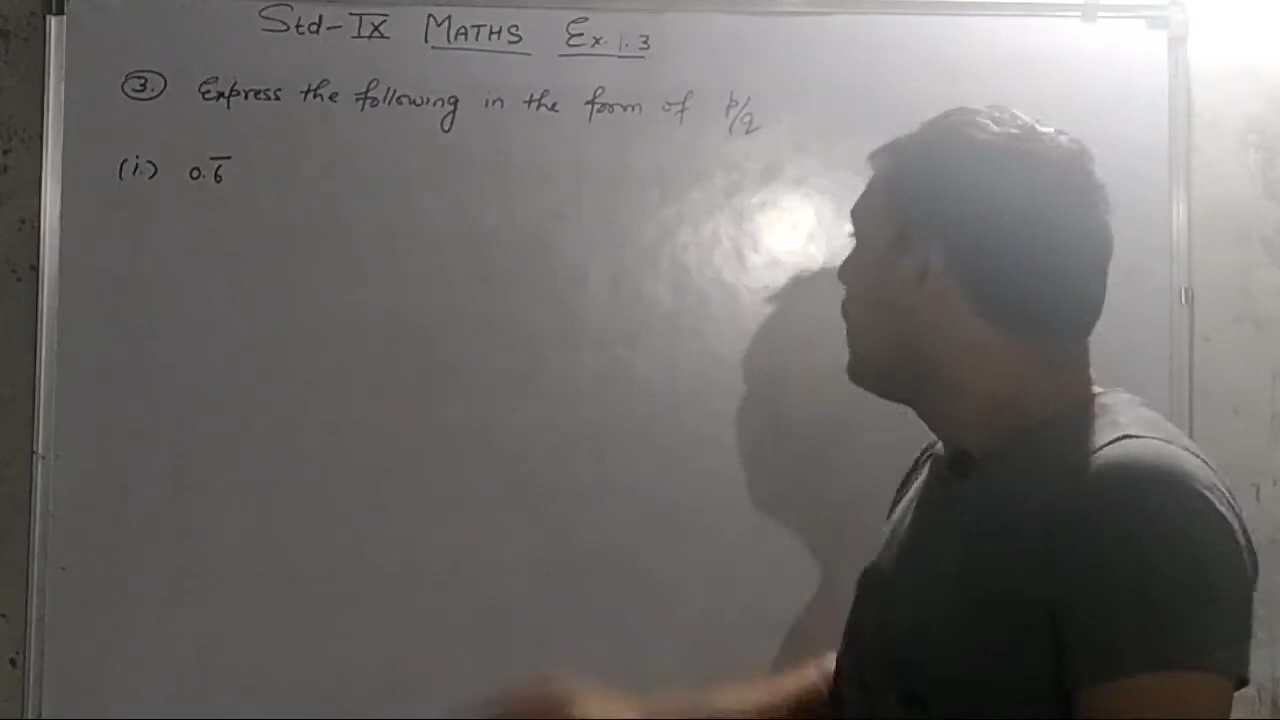 Std-IX MATHS Ex. 1.3
3. Express the following in the form of p/q
(i.) 0.6̅